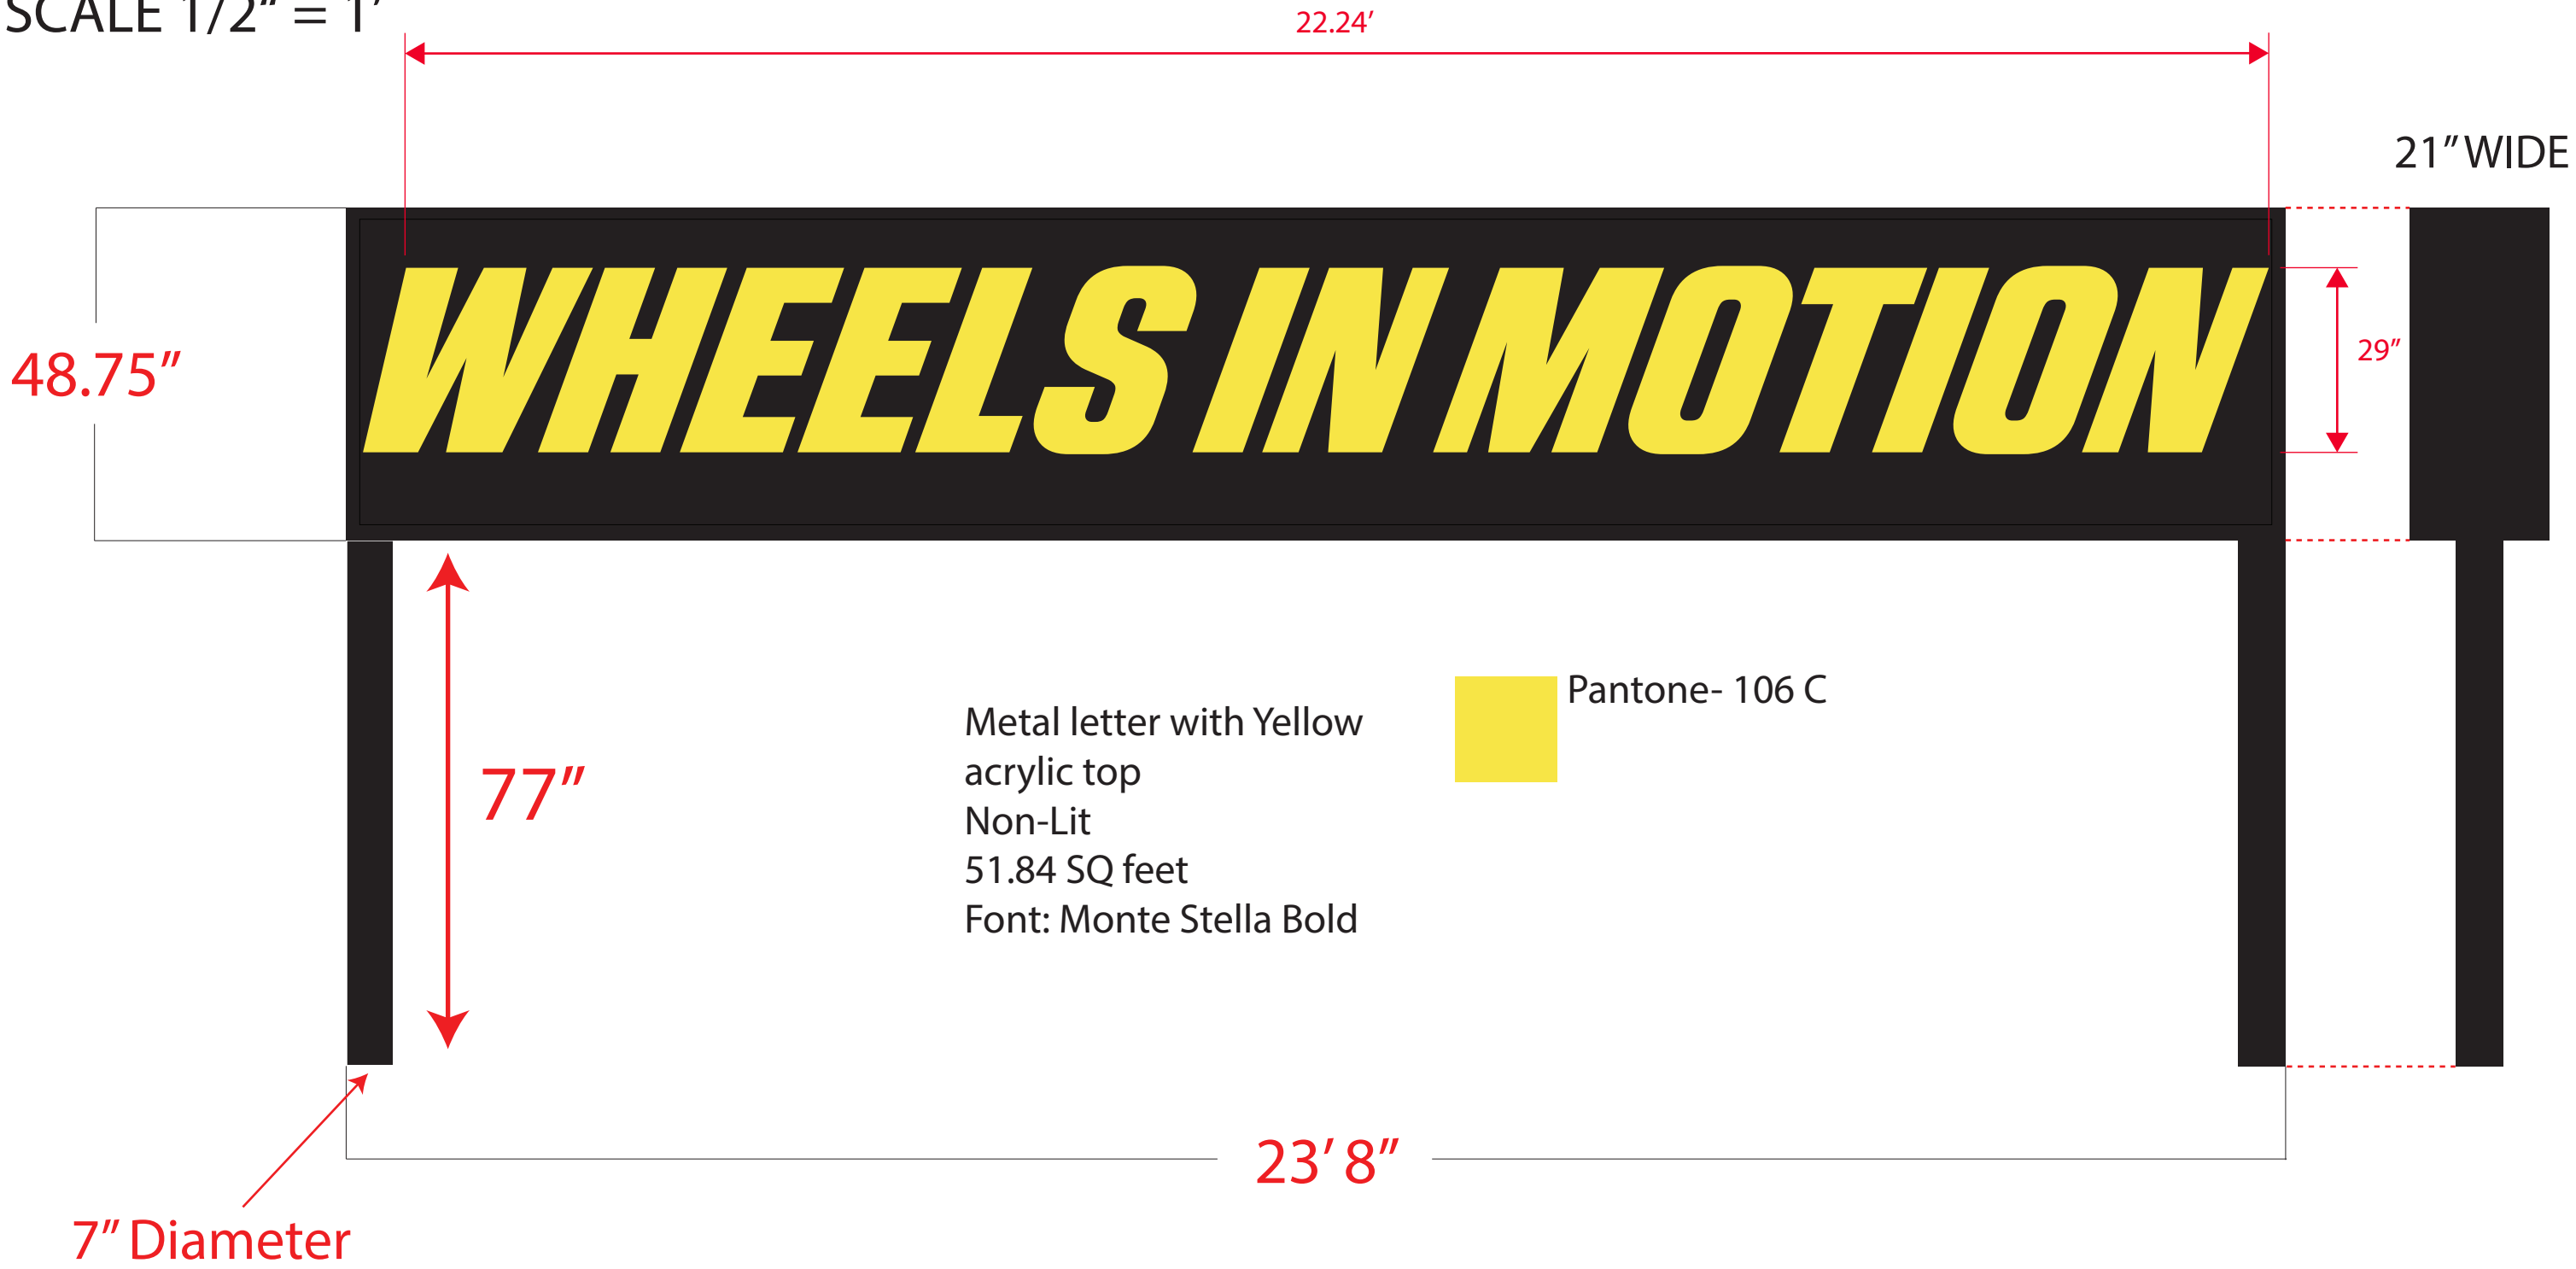 SCALE 1/2” = 1’
22.24’
21” WIDE
WHEELS IN MOTION
48.75”
29”
77”
Metal letter with Yellow
acrylic top
Non-Lit
51.84 SQ feet
Font: Monte Stella Bold
Pantone- 106 C
23’ 8”
7” Diameter